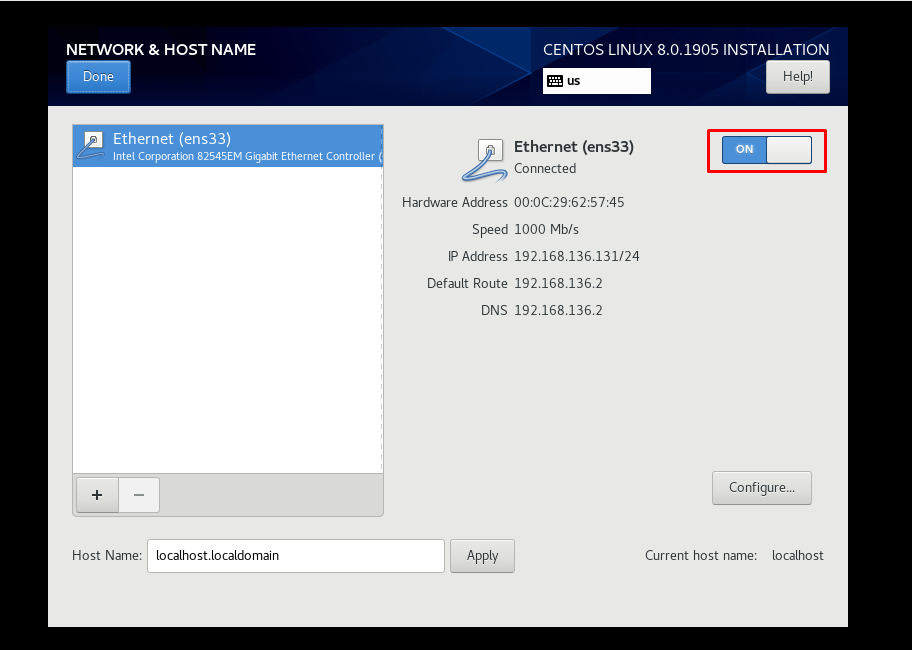 NETWORK & HOST NAME
CENTOS LINUX 8.0.1905 INSTALLATION
Done
us
Help!
Ethernet (ens33)
Intel Corporation 82545EM Gigabit Ethernet Controller (
Ethernet (ens33)
Connected
ON
Hardware Address 00:0C:29:62:57:45
Speed 1000 Mb/s
IP Address 192.168.136.131/24
Default Route 192.168.136.2
DNS 192.168.136.2
+ −
Configure...
Host Name: localhost.localdomain Apply Current host name: localhost